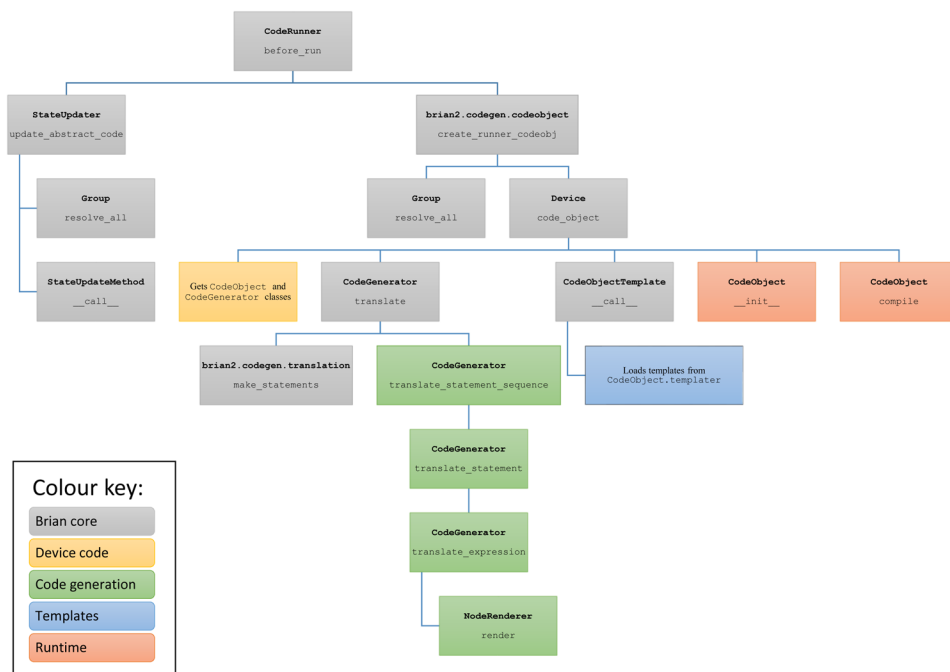 CodeRunner
before_run
StateUpdater
update_abstract_code
brian2.codegen.codeobject
create_runner_codeobj
Group
resolve_all
Group
resolve_all
Device
code_object
StateUpdateMethod
__call__
Gets CodeObject and
CodeGenerator classes
CodeGenerator
translate
CodeObjectTemplate
__call__
CodeObject
__init__
CodeObject
compile
brian2.codegen.translation
make_statements
CodeGenerator
translate_statement_sequence
Loads templates from
CodeObject.templater
CodeGenerator
translate_statement
CodeGenerator
translate_expression
NodeRenderer
render
Colour key:
Brian core
Device code
Code generation
Templates
Runtime